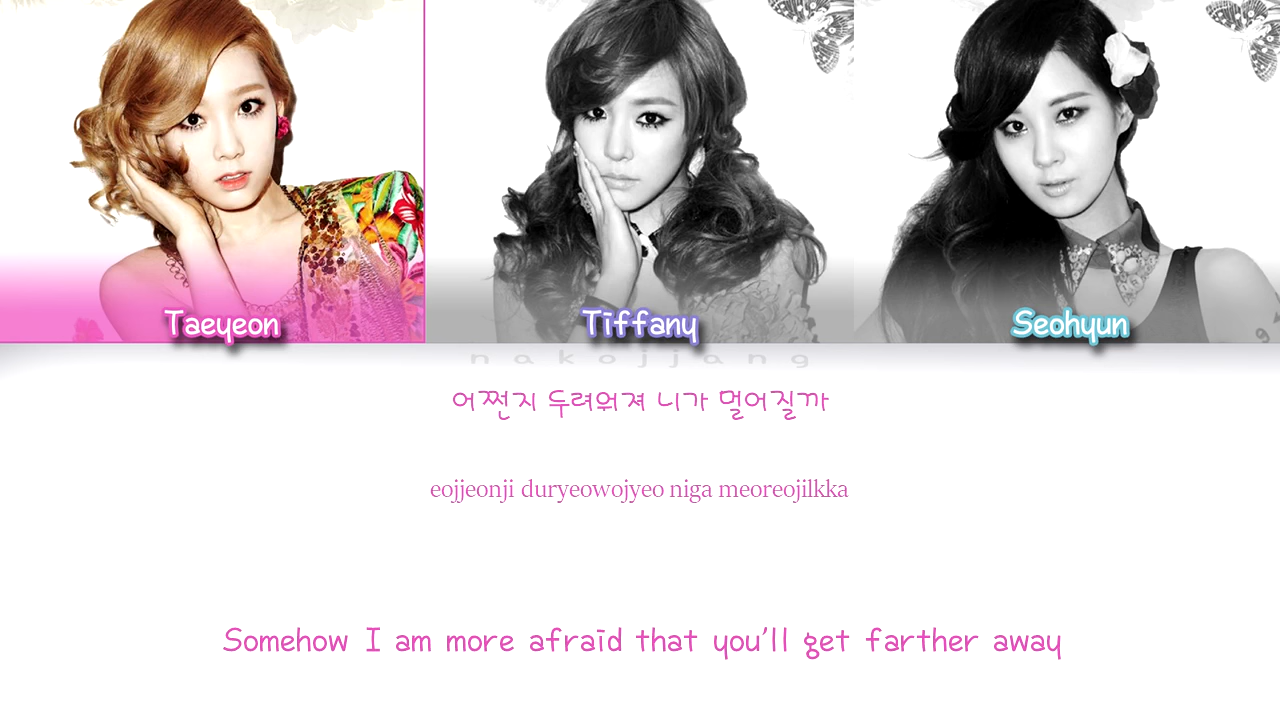 Taeyeon
Tiffany
Seohyun
nakojjang
어쩐지 두려워져 니가 멀어질까
eojjeonji duryeowojyeo niga meoreojilkka
Somehow I am more afraid that you'll get farther away